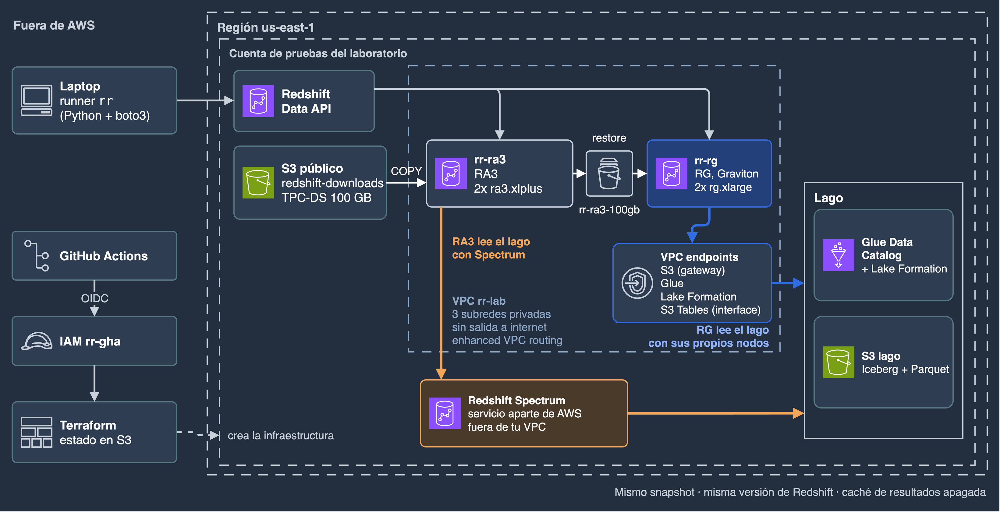 Fuera de AWS
Región us-east-1
Cuenta de pruebas del laboratorio
Laptop
runner rr
(Python + boto3)
Redshift
Data API
S3 público
redshift-downloads
TPC-DS 100 GB
COPY
rr-ra3
RA3
2x ra3.xlplus
restore
rr-ra3-100gb
rr-rg
RG, Graviton
2x rg.xlarge
Lago
Glue Data
Catalog
+ Lake Formation
S3 lago
Iceberg + Parquet
RA3 lee el lago
con Spectrum
VPC endpoints
S3 (gateway)
Glue
Lake Formation
S3 Tables (interface)
RG lee el lago
con sus propios nodos
VPC rr-lab
3 subredes privadas
sin salida a internet
enhanced VPC routing
GitHub Actions
OIDC
IAM rr-gha
Terraform
estado en S3
crea la infraestructura
Redshift Spectrum
servicio aparte de AWS
fuera de tu VPC
Mismo snapshot · misma versión de Redshift · caché de resultados apagada